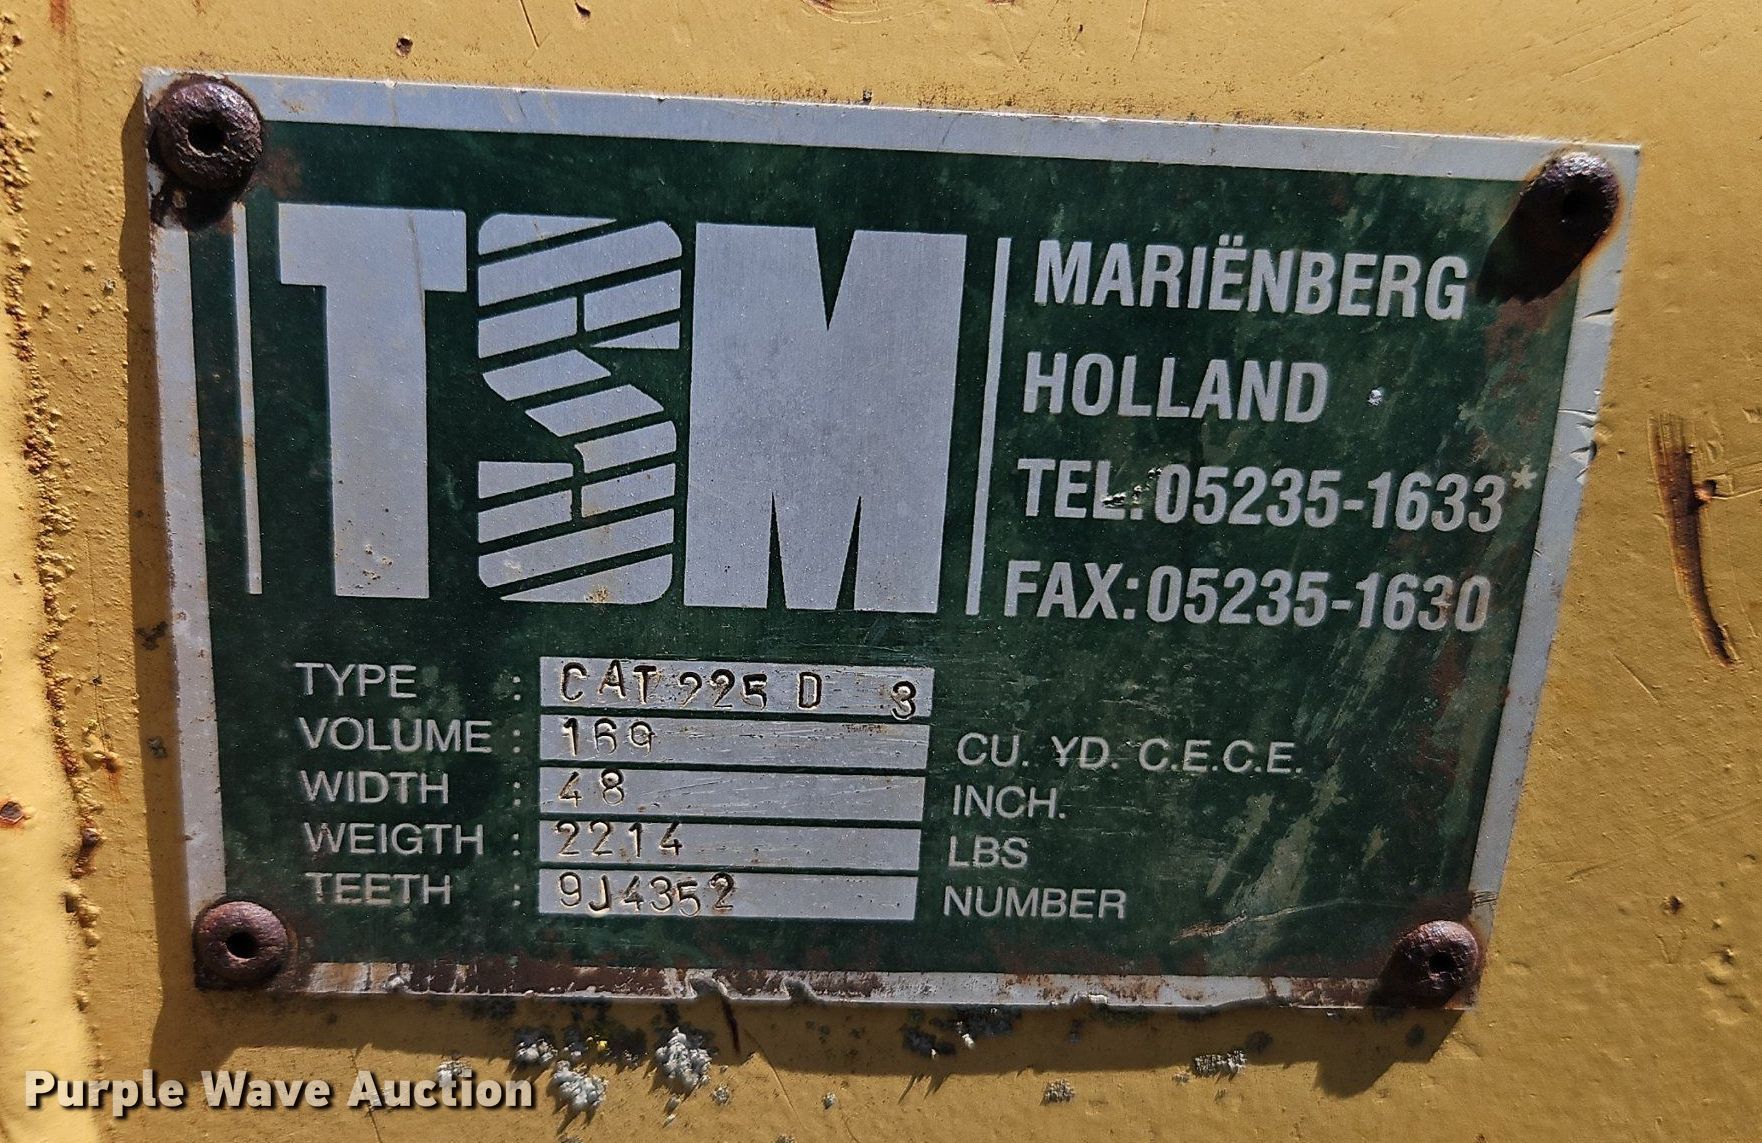 TSM
MARIËNBERG
HOLLAND
TEL.:05235-1633*
FAX:05235-1630
TYPE : CAT 225 D 3
VOLUME : 169 CU. YD. C.E.C.E.
WIDTH : 48 INCH.
WEIGTH : 2214 LBS
TEETH : 9J4352 NUMBER
Purple Wave Auction